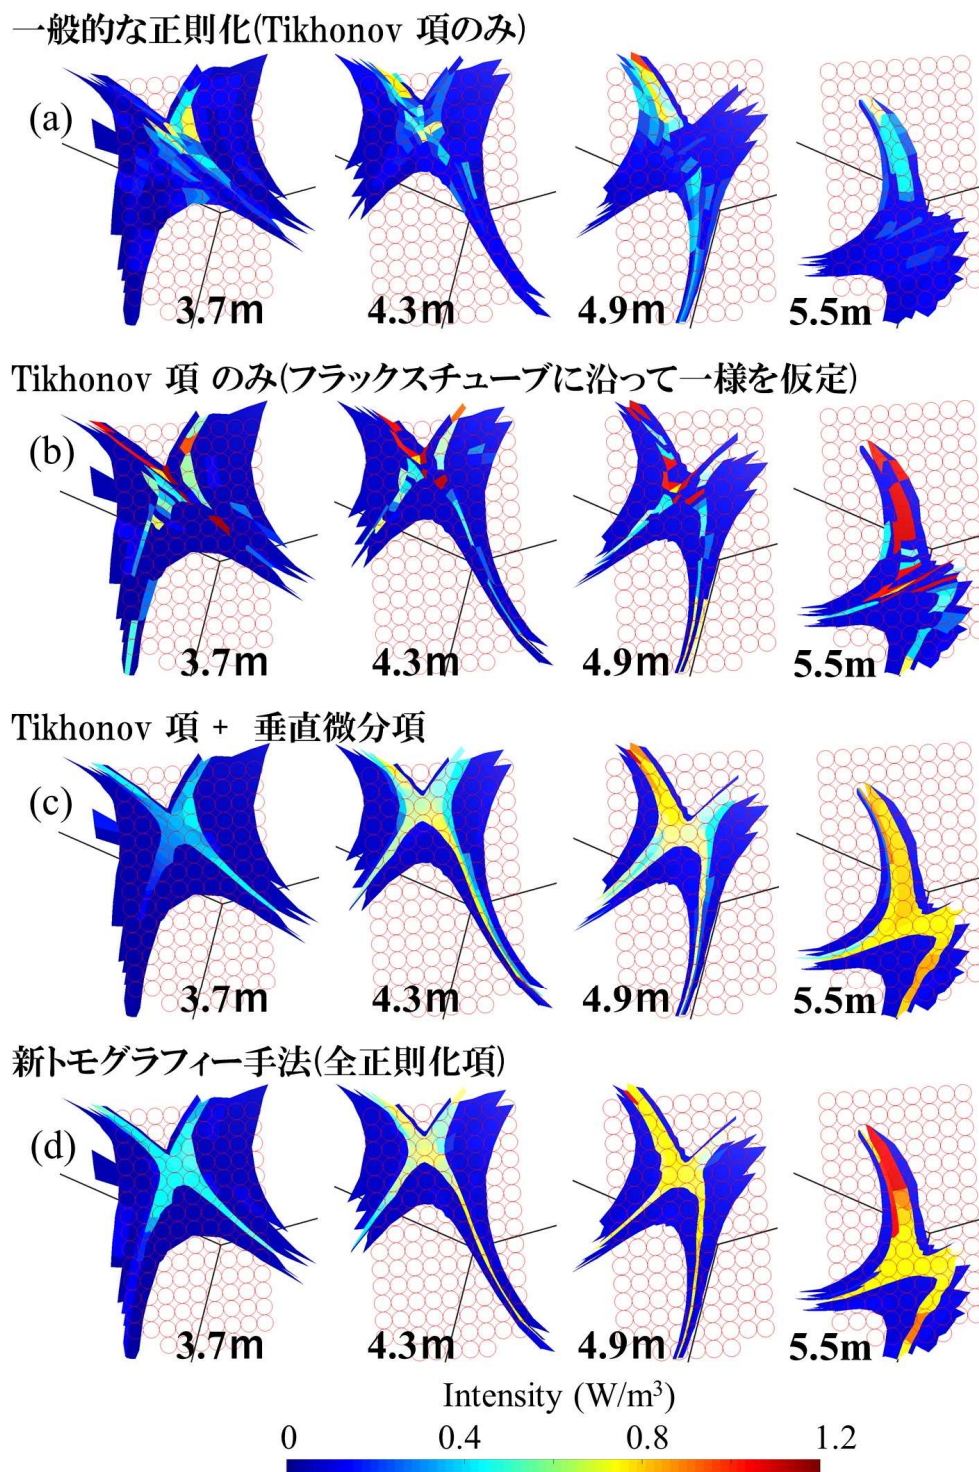 一般的な正則化(Tikhonov 項のみ)
(a)
3.7m 4.3m 4.9m 5.5m
Tikhonov 項 のみ(フラックスチューブに沿って一様を仮定)
(b)
3.7m 4.3m 4.9m 5.5m
Tikhonov 項 + 垂直微分項
(c)
3.7m 4.3m 4.9m 5.5m
新トモグラフィー手法(全正則化項)
(d)
3.7m 4.3m 4.9m 5.5m
Intensity (W/m³)
0 0.4 0.8 1.2